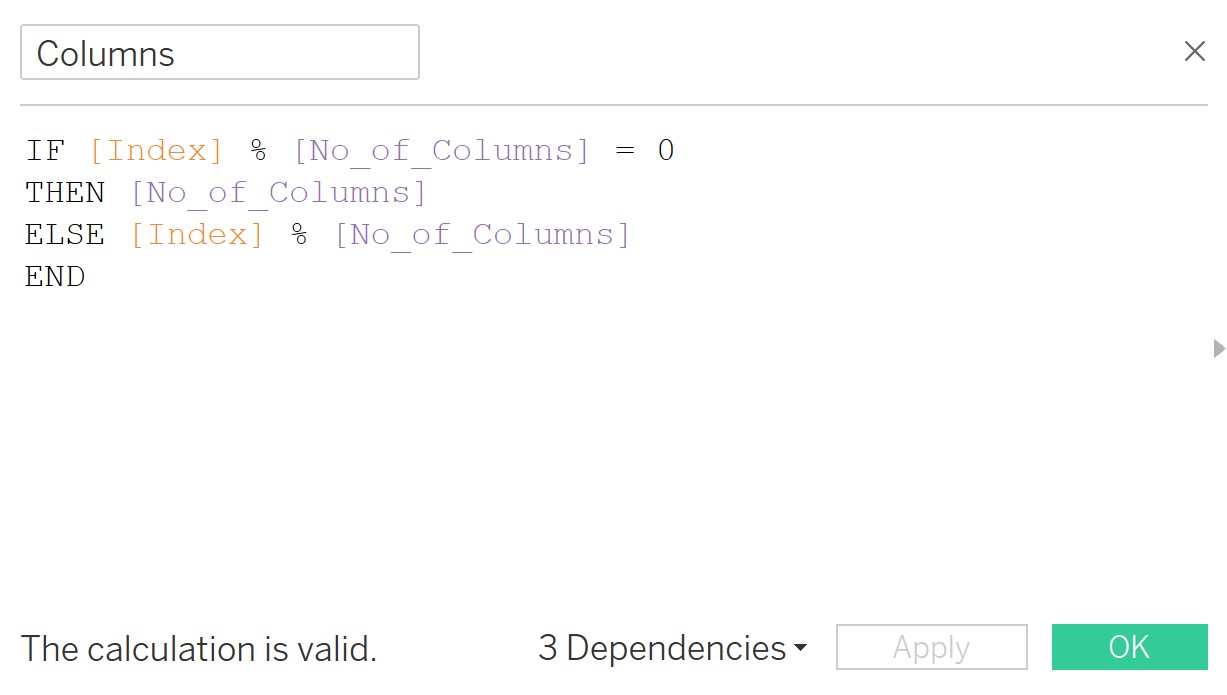 Columns
IF [Index] % [No_of_Columns] = 0
THEN [No_of_Columns]
ELSE [Index] % [No_of_Columns]
END
The calculation is valid.
3 Dependencies
Apply
OK